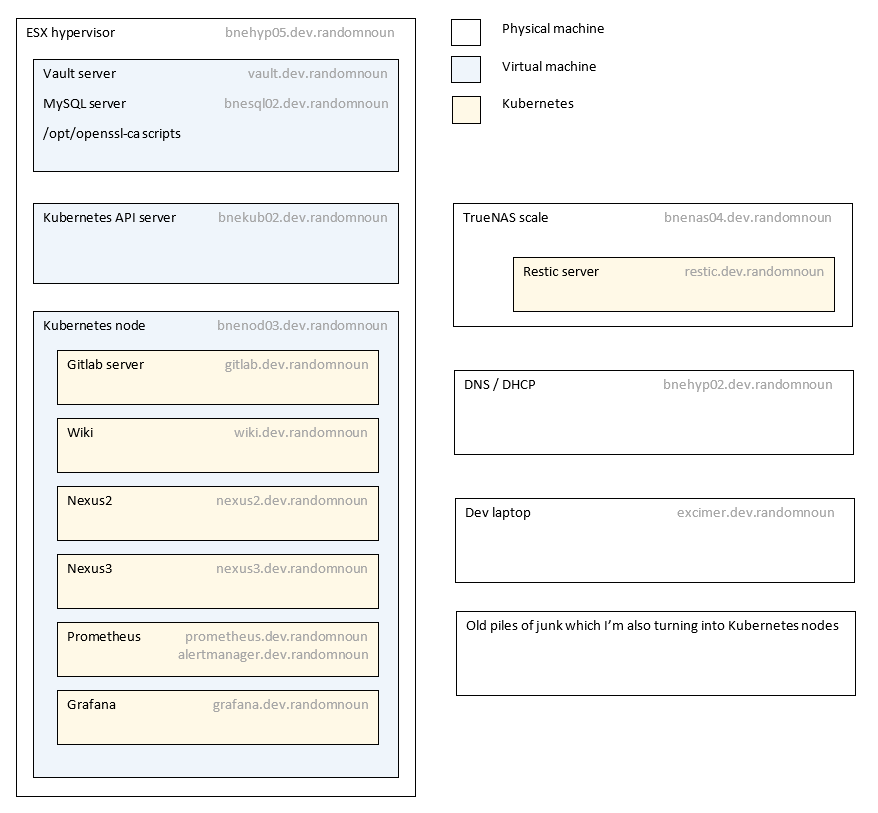 ESX hypervisor bnehyp05.dev.randomnoun
Vault server vault.dev.randomnoun
MySQL server bnesql02.dev.randomnoun
/opt/openssl-ca scripts
Kubernetes API server bnekub02.dev.randomnoun
Kubernetes node bnenod03.dev.randomnoun
Gitlab server gitlab.dev.randomnoun
Wiki wiki.dev.randomnoun
Nexus2 nexus2.dev.randomnoun
Nexus3 nexus3.dev.randomnoun
Prometheus prometheus.dev.randomnoun
alertmanager.dev.randomnoun
Grafana grafana.dev.randomnoun
Physical machine
Virtual machine
Kubernetes
TrueNAS scale bnenas04.dev.randomnoun
Restic server restic.dev.randomnoun
DNS / DHCP bnehyp02.dev.randomnoun
Dev laptop excimer.dev.randomnoun
Old piles of junk which I'm also turning into Kubernetes nodes